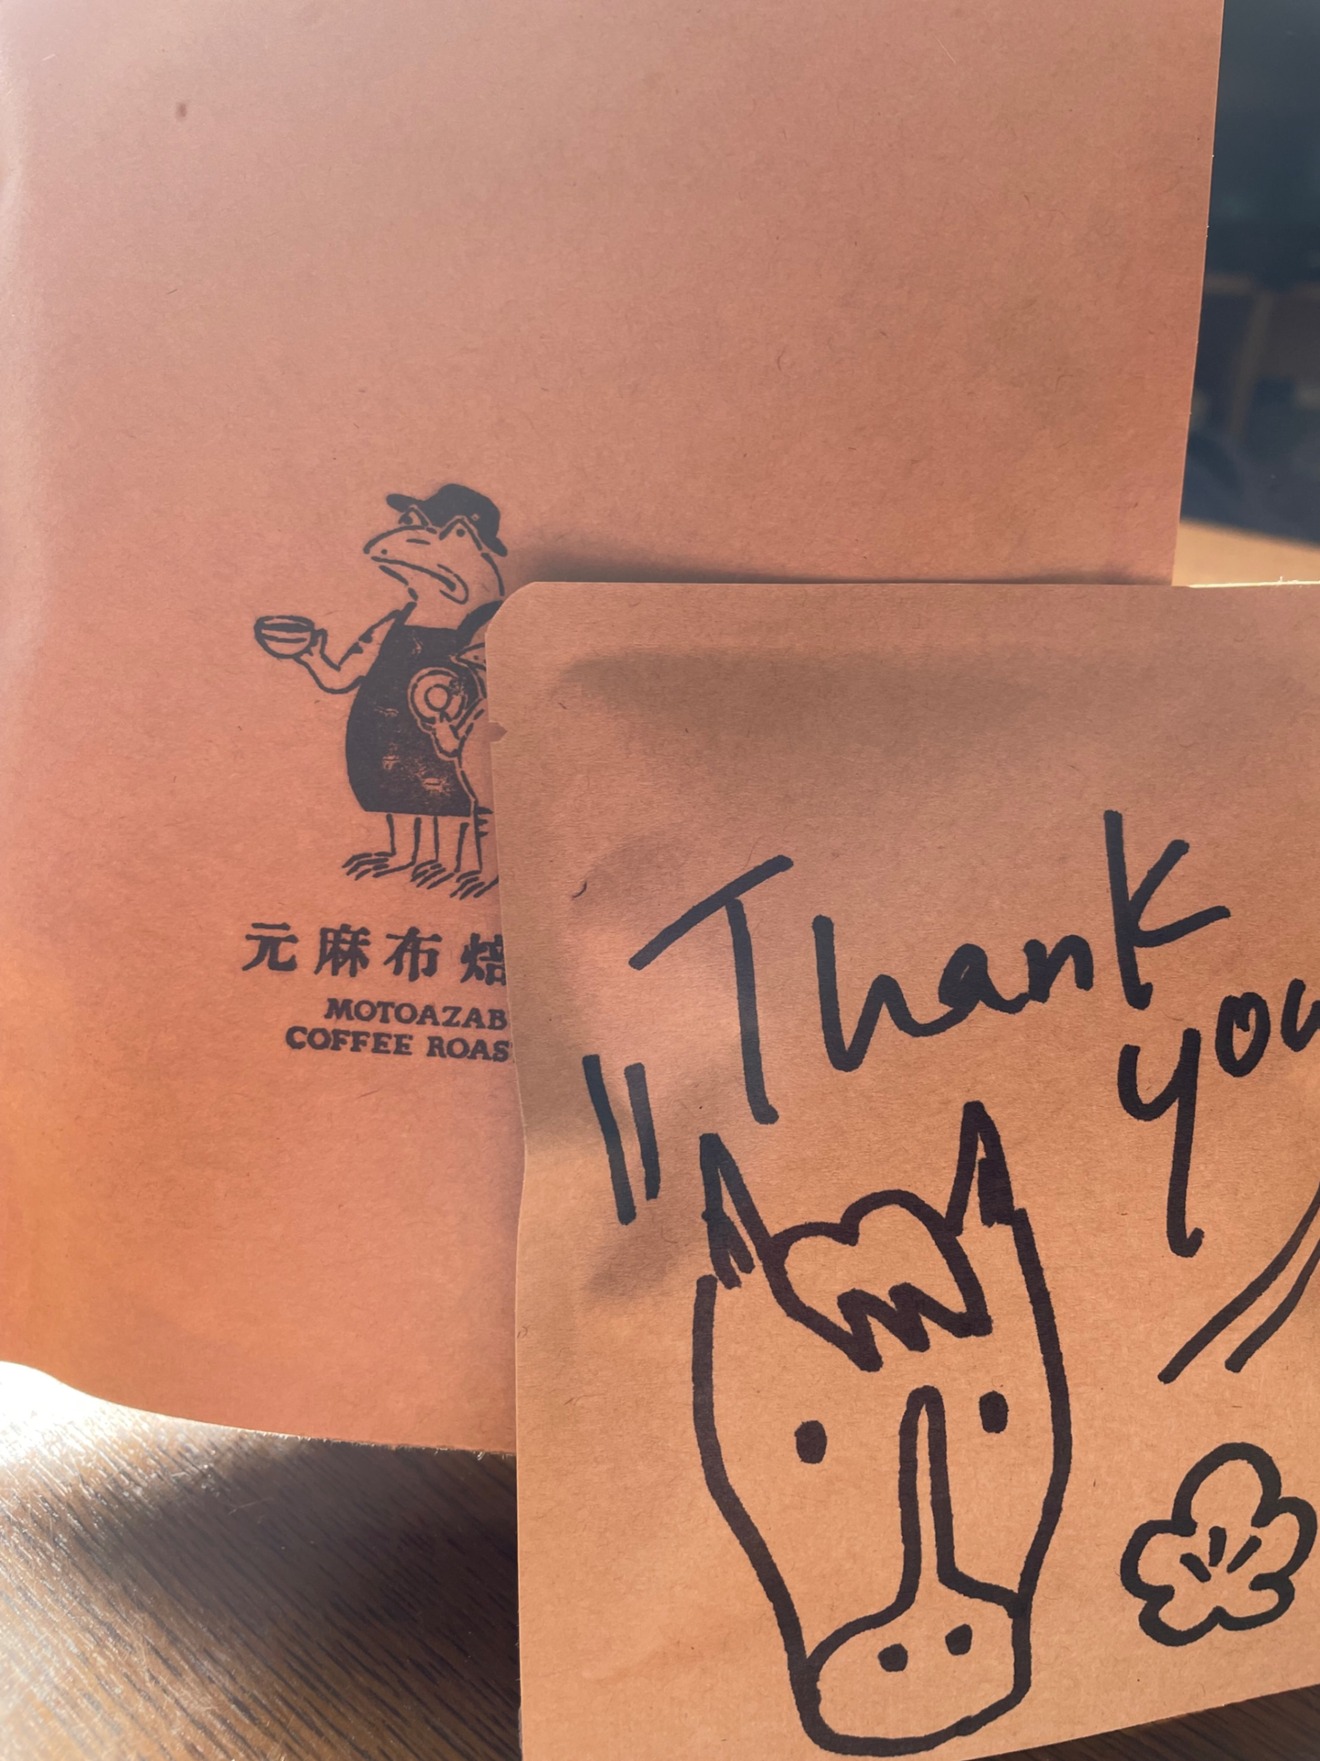 元麻布焙
MOTOAZAB
COFFEE ROAS
Thank
you